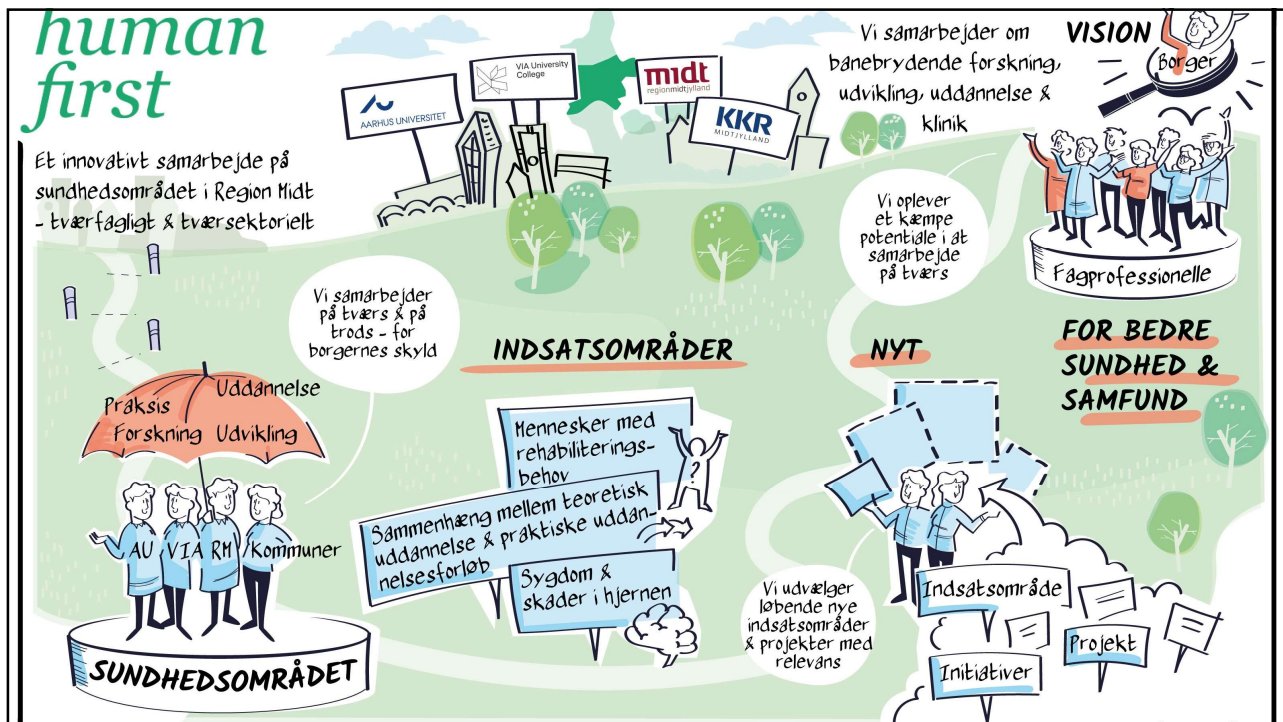 human
first
Et innovativt samarbejde på
sundhedsområdet i Region Midt
- tværfagligt & tværsektorielt
AARHUS UNIVERSITET
VIA University
College
midt
regionmidtjylland
KKR
MIDTJYLLAND
Vi samarbejder om
banebrydende forskning,
udvikling, uddannelse &
klinik
VISION
Borger
Fagprofessionelle
Vi oplever
et kæmpe
potentiale i at
samarbejde
på tværs
FOR BEDRE
SUNDHED &
SAMFUND
Vi samarbejder
på tværs & på
trods - for
borgernes skyld
Praksis
Uddannelse
Forskning
Udvikling
AU
VIA
RM
Kommuner
SUNDHEDSOMRÅDET
INDSATSOMRÅDER
Mennesker med
rehabiliterings-
behov
?
Sammenhæng mellem teoretisk
uddannelse & praktiske uddan-
nelsesforløb
Sygdom &
skader i hjernen
NYT
Vi udvælger
løbende nye
indsatsområder
& projekter med
relevans
Indsatsområde
Projekt
Initiativer